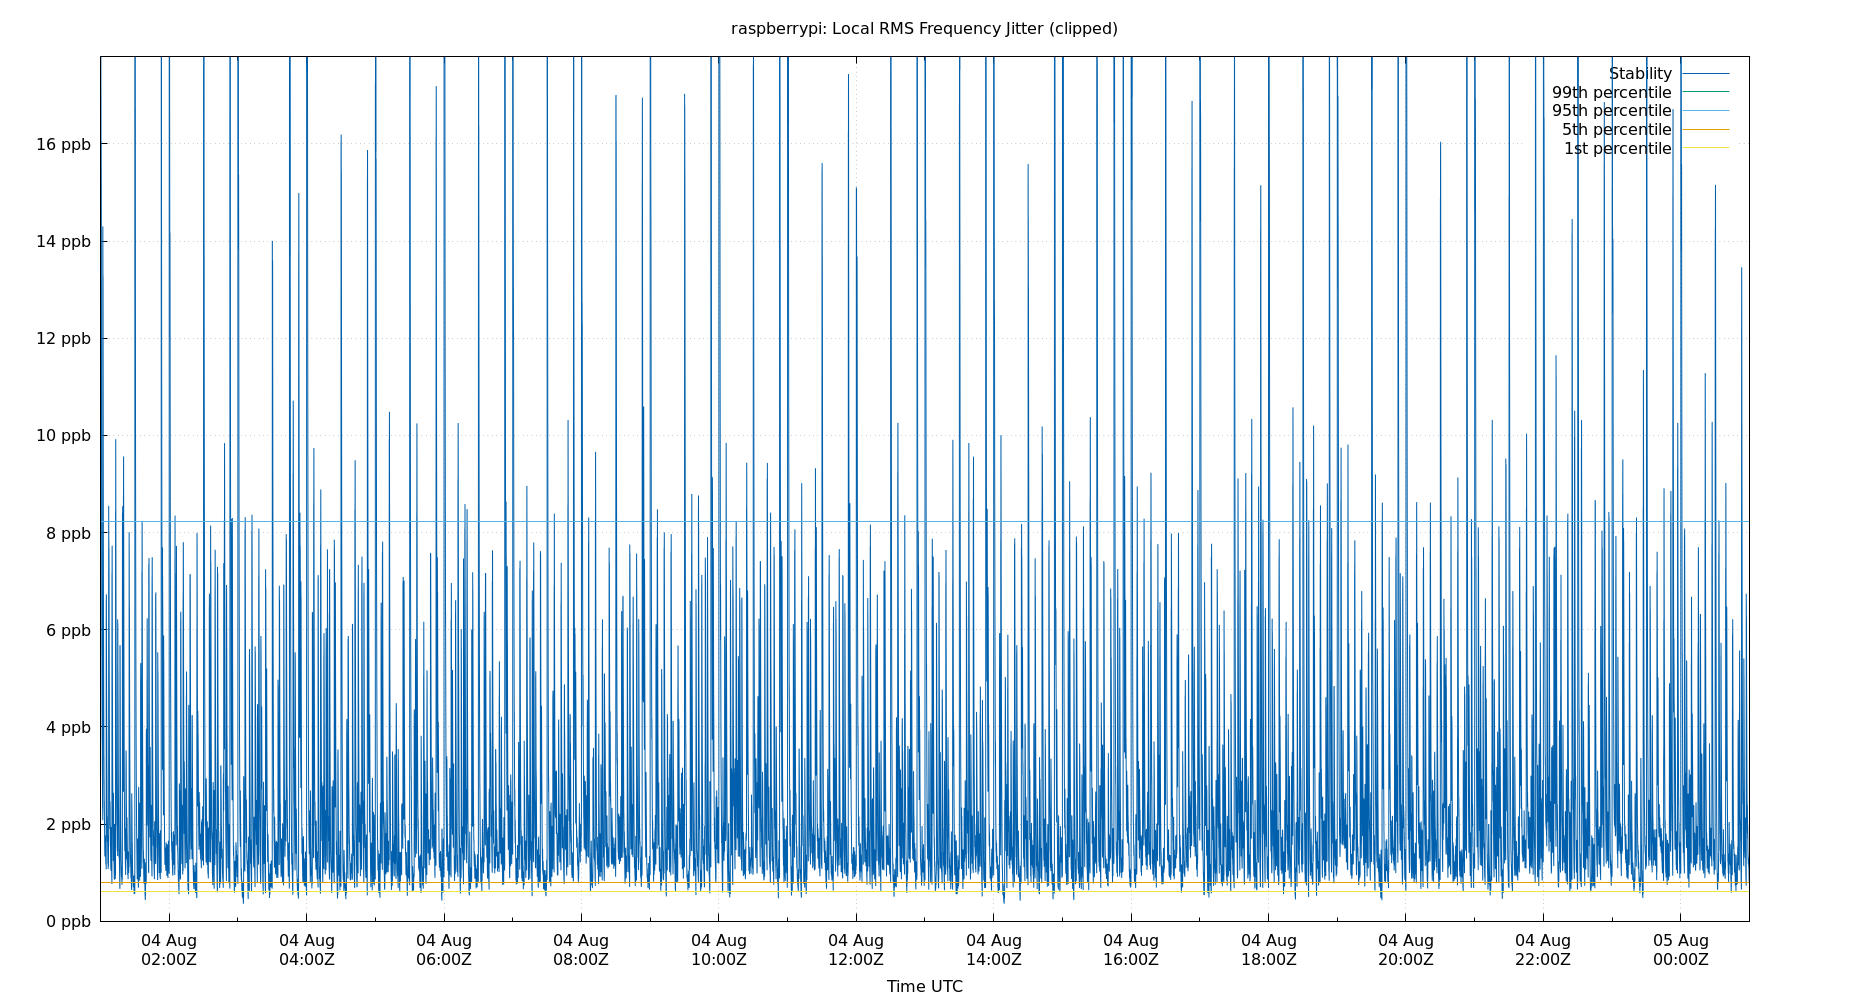 raspberrypi: Local RMS Frequency Jitter (clipped)
Stability
99th percentile
95th percentile
5th percentile
1st percentile
16 ppb
14 ppb
12 ppb
10 ppb
8 ppb
6 ppb
4 ppb
2 ppb
0 ppb
04 Aug 04 Aug 04 Aug 04 Aug 04 Aug 04 Aug 04 Aug 04 Aug 04 Aug 04 Aug 04 Aug 05 Aug
02:00Z 04:00Z 06:00Z 08:00Z 10:00Z 12:00Z 14:00Z 16:00Z 18:00Z 20:00Z 22:00Z 00:00Z
Time UTC